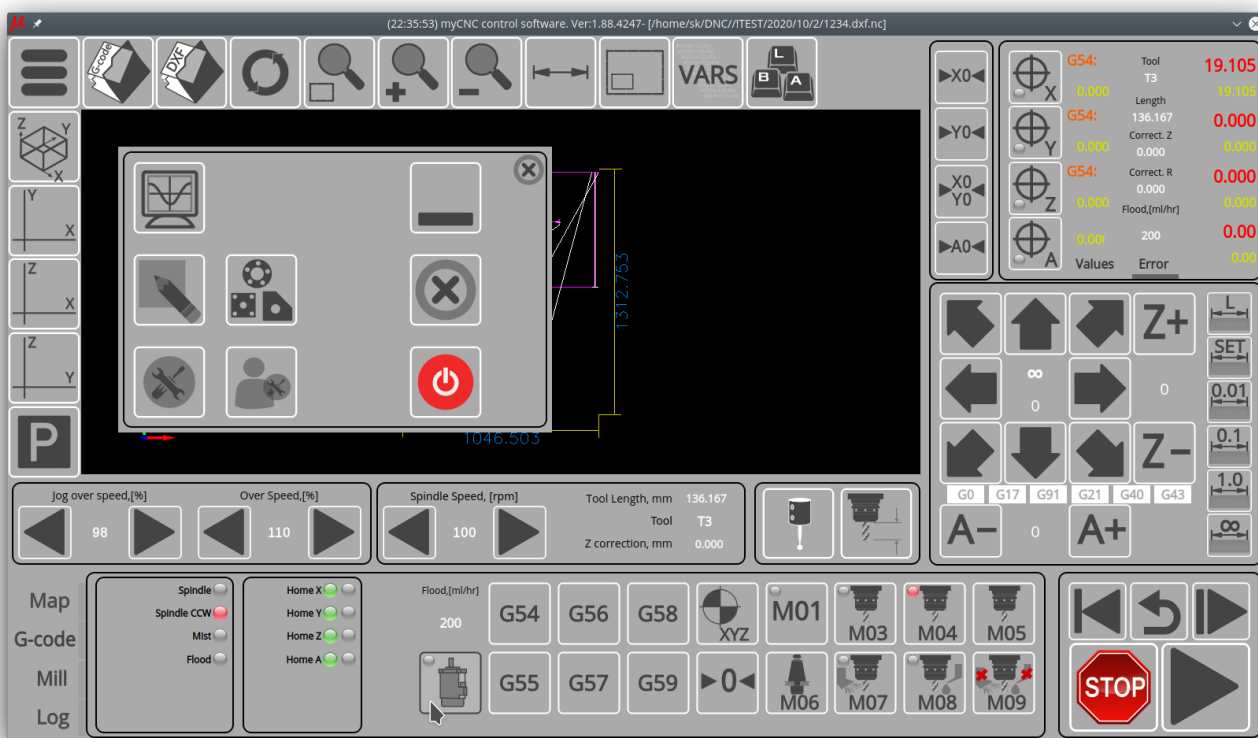 (22:35:53) myCNC control software. Ver:1.88.4247- [/home/sk/DNC//!TEST/2020/10/2/1234.dxf.nc]
G-code
DXF
VARS
L
B
A
Z
Y
X
Y
X
Z
X
Z
Y
P
1312.753
1046.503
X0
Y0
X0
Y0
A0
X
Y
Z
A
G54:
Tool
19.105
T3
0.000
19.105
Length
G54:
136.167
0.000
Correct. Z
0.000
0.000
0.000
G54:
Correct. R
0.000
0.000
0.000
0.000
Flood,[ml/hr]
200
0.00
0.00
Values
Error
Z+
∞
0
0
Z-
G0 G17 G91 G21 G40 G43
A-
0
A+
L
SET
0.01
0.1
1.0
∞
Jog over speed,[%]
98
Over Speed,[%]
110
Spindle Speed, [rpm]
100
Tool Length, mm 136.167
Tool T3
Z correction, mm 0.000
Map
G-code
Mill
Log
Spindle
Spindle CCW
Mist
Flood
Home X
Home Y
Home Z
Home A
Flood,[ml/hr]
200
G54 G56 G58 XYZ M01 M03 M04 M05
G55 G57 G59 0 M06 M07 M08 M09
STOP